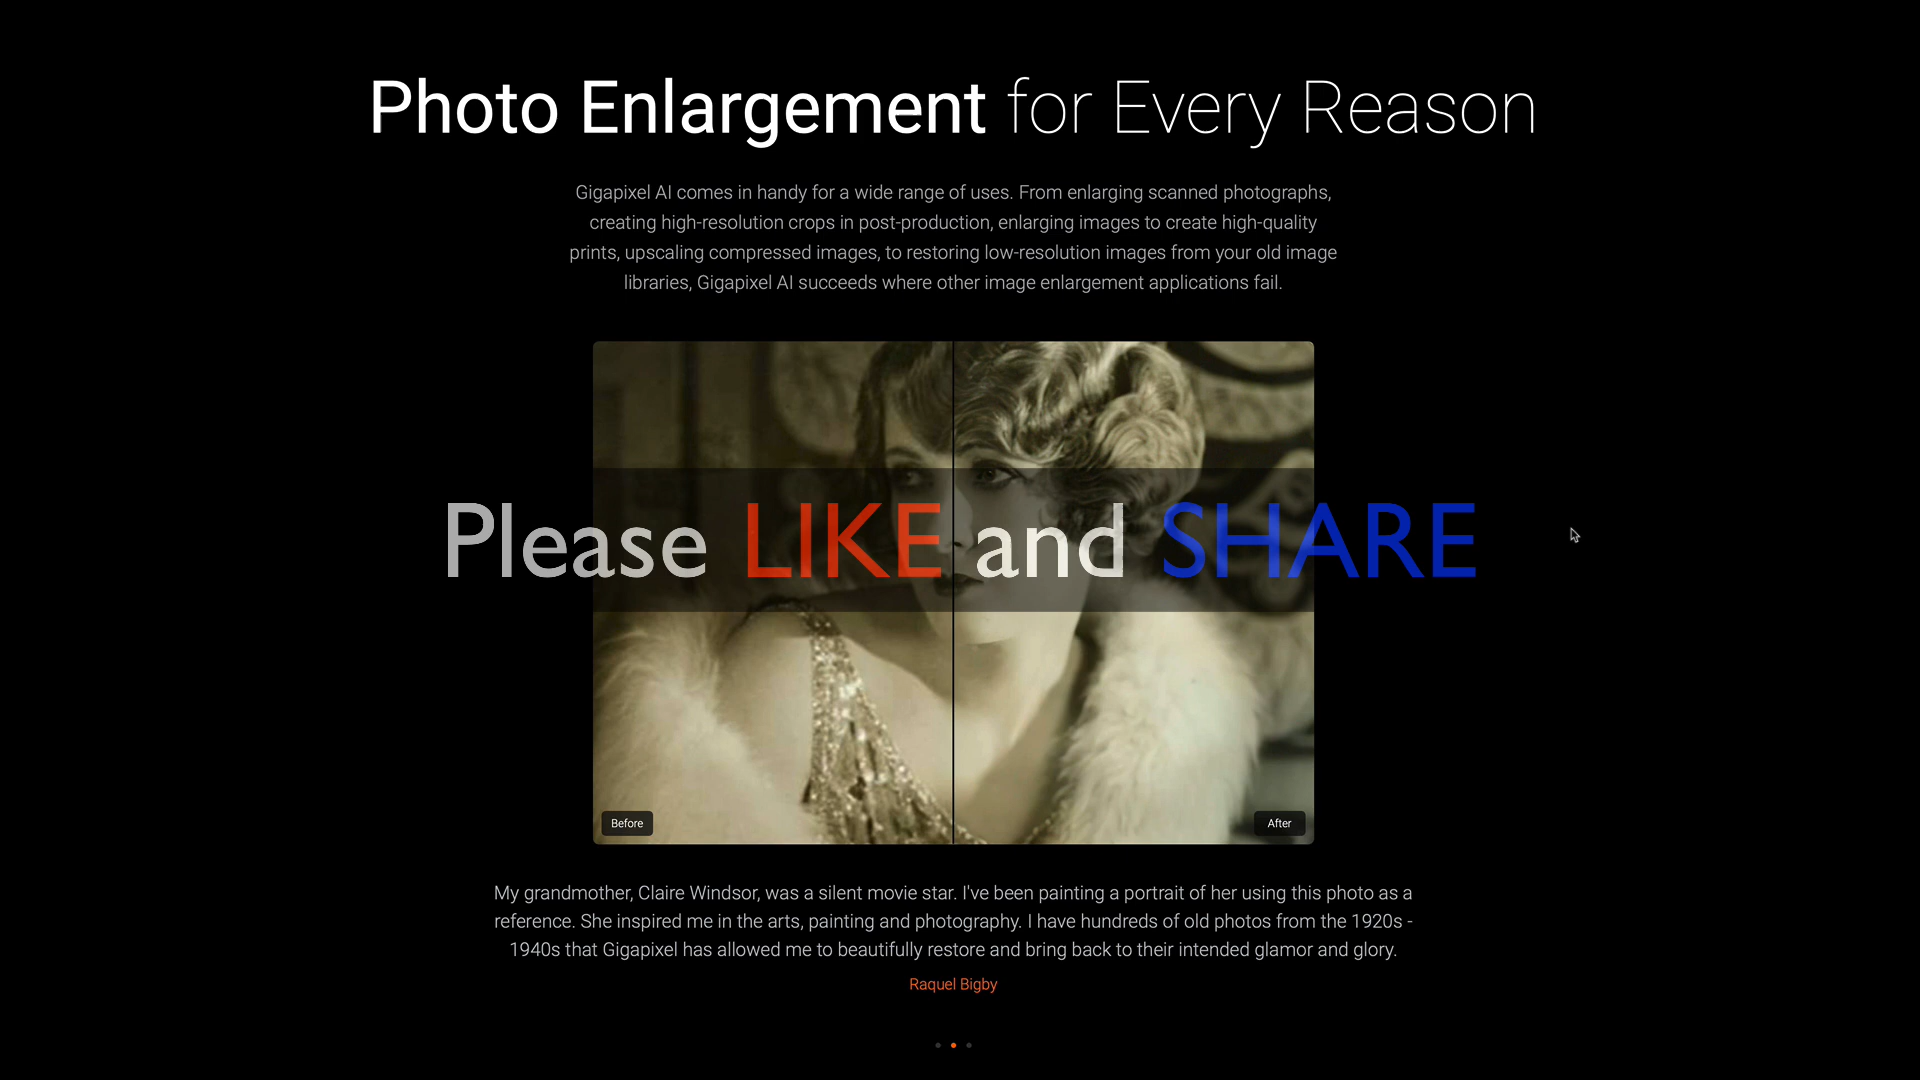 Photo Enlargement for Every Reason
Gigapixel AI comes in handy for a wide range of uses. From enlarging scanned photographs,
creating high-resolution crops in post-production, enlarging images to create high-quality
prints, upscaling compressed images, to restoring low-resolution images from your old image
libraries, Gigapixel AI succeeds where other image enlargement applications fail.
Please LIKE and SHARE
Before
After
My grandmother, Claire Windsor, was a silent movie star. I've been painting a portrait of her using this photo as a
reference. She inspired me in the arts, painting and photography. I have hundreds of old photos from the 1920s -
1940s that Gigapixel has allowed me to beautifully restore and bring back to their intended glamor and glory.
Raquel Bigby